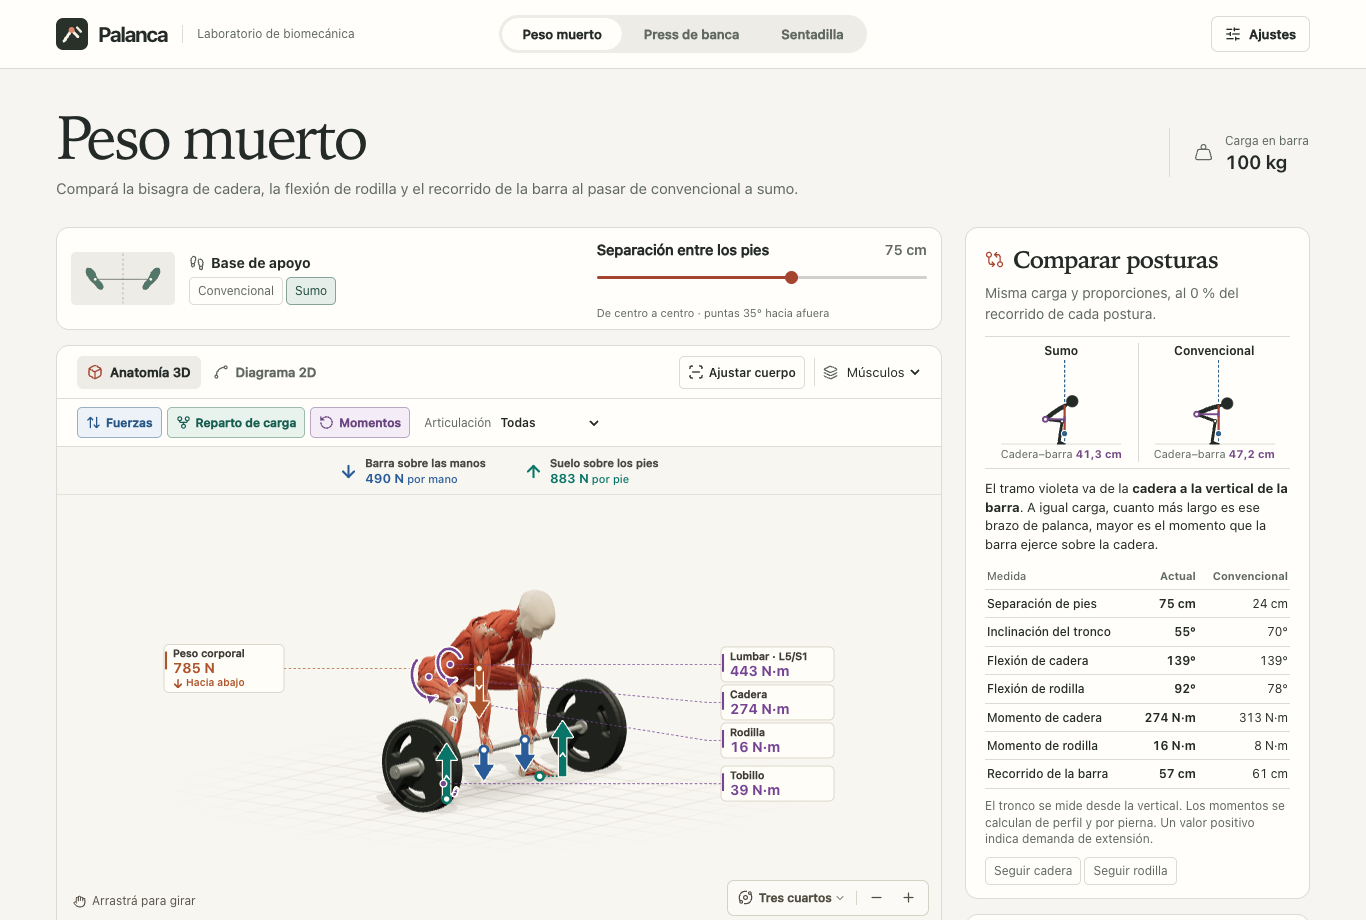 Palanca
Laboratorio de biomecánica
Peso muerto
Press de banca
Sentadilla
Ajustes
Peso muerto
Compará la bisagra de cadera, la flexión de rodilla y el recorrido de la barra al pasar de convencional a sumo.
Carga en barra
100 kg
Base de apoyo
Convencional
Sumo
Separación entre los pies
75 cm
De centro a centro · puntas 35° hacia afuera
Anatomía 3D
Diagrama 2D
Ajustar cuerpo
Músculos
Fuerzas
Reparto de carga
Momentos
Articulación Todas
Barra sobre las manos
490 N por mano
Suelo sobre los pies
883 N por pie
Peso corporal
785 N
Hacia abajo
Lumbar · L5/S1
443 N·m
Cadera
274 N·m
Rodilla
16 N·m
Tobillo
39 N·m
Arrastrá para girar
Tres cuartos
− +
Comparar posturas
Misma carga y proporciones, al 0 % del
recorrido de cada postura.
Sumo
Convencional
Cadera–barra 41,3 cm
Cadera–barra 47,2 cm
El tramo violeta va de la cadera a la vertical de la
barra. A igual carga, cuanto más largo es ese
brazo de palanca, mayor es el momento que la
barra ejerce sobre la cadera.
Medida Actual Convencional
Separación de pies 75 cm 24 cm
Inclinación del tronco 55° 70°
Flexión de cadera 139° 139°
Flexión de rodilla 92° 78°
Momento de cadera 274 N·m 313 N·m
Momento de rodilla 16 N·m 8 N·m
Recorrido de la barra 57 cm 61 cm
El tronco se mide desde la vertical. Los momentos se
calculan de perfil y por pierna. Un valor positivo
indica demanda de extensión.
Seguir cadera
Seguir rodilla